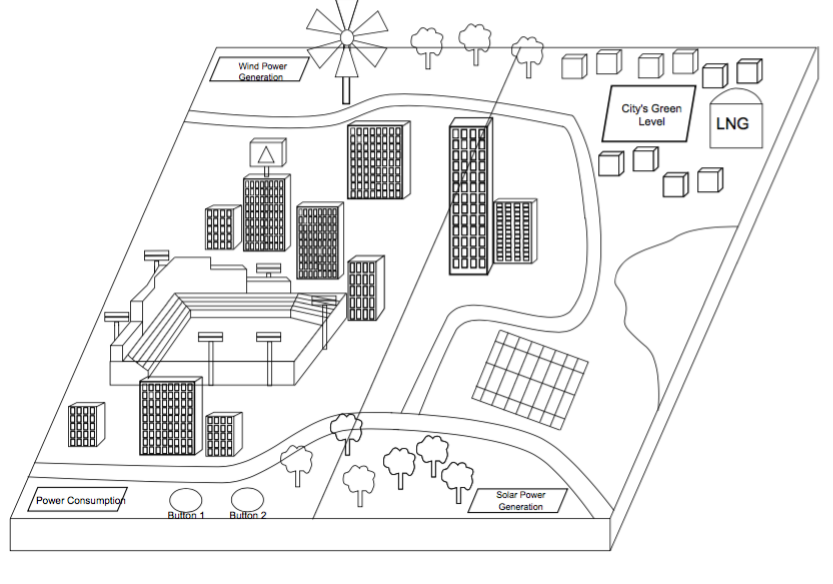 Wind Power
Generation
City's Green
Level
LNG
Power Consumption
Button 1
Button 2
Solar Power
Generation